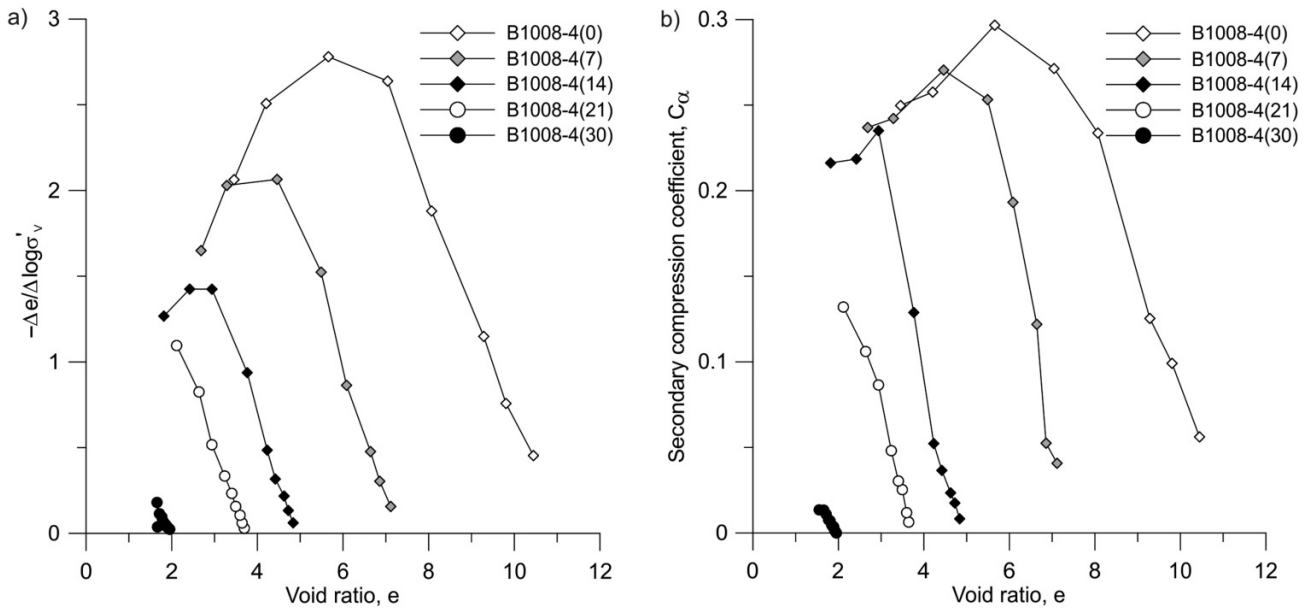 a)
3
2
1
0
−Δe/Δlogσ'ᵥ
B1008-4(0)
B1008-4(7)
B1008-4(14)
B1008-4(21)
B1008-4(30)
0 2 4 6 8 10 12
Void ratio, e
b)
0.3
0.2
0.1
0.0
Secondary compression coefficient, Cα
B1008-4(0)
B1008-4(7)
B1008-4(14)
B1008-4(21)
B1008-4(30)
0 2 4 6 8 10 12
Void ratio, e